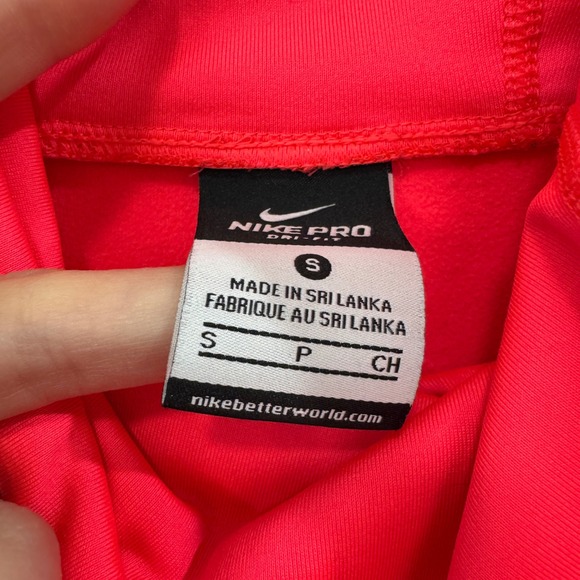 NIKE PRO
DRI-FIT
S
MADE IN SRI LANKA
FABRIQUE AU SRI LANKA
S P CH
nikebetterworld.com